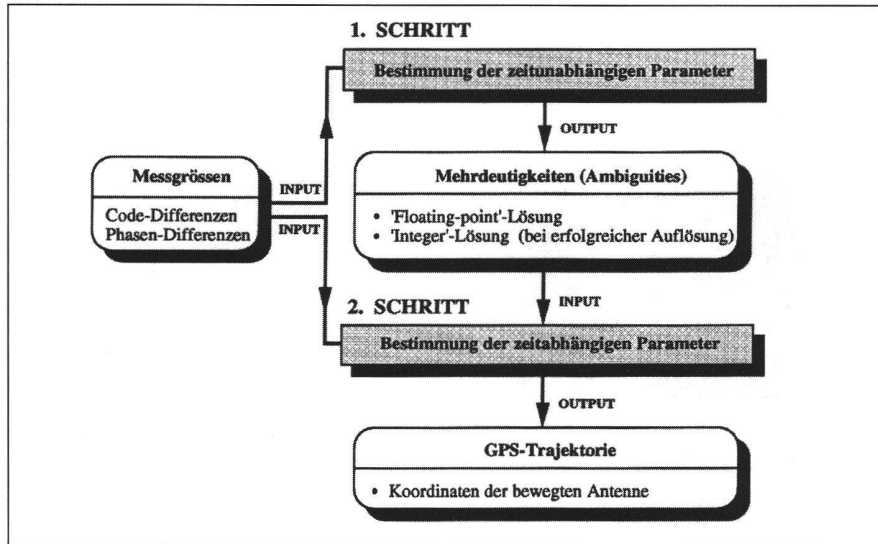 1. SCHRITT
Bestimmung der zeitunabhängigen Parameter
OUTPUT
Messgrössen
Code-Differenzen
Phasen-Differenzen
INPUT
INPUT
Mehrdeutigkeiten (Ambiguities)
• 'Floating-point'-Lösung
• 'Integer'-Lösung (bei erfolgreicher Auflösung)
INPUT
2. SCHRITT
Bestimmung der zeitabhängigen Parameter
OUTPUT
GPS-Trajektorie
• Koordinaten der bewegten Antenne